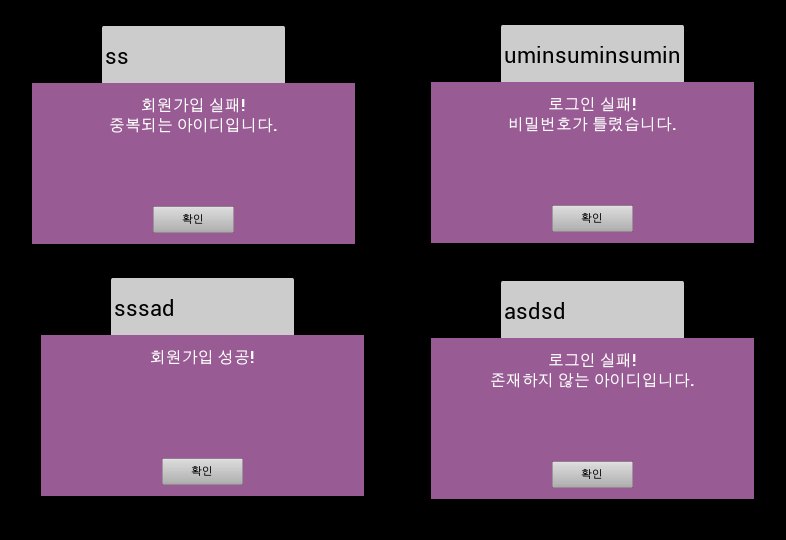 ss
회원가입 실패!
중복되는 아이디입니다.
확인
uminsuminsumin
로그인 실패!
비밀번호가 틀렸습니다.
확인
sssad
회원가입 성공!
확인
asdsd
로그인 실패!
존재하지 않는 아이디입니다.
확인